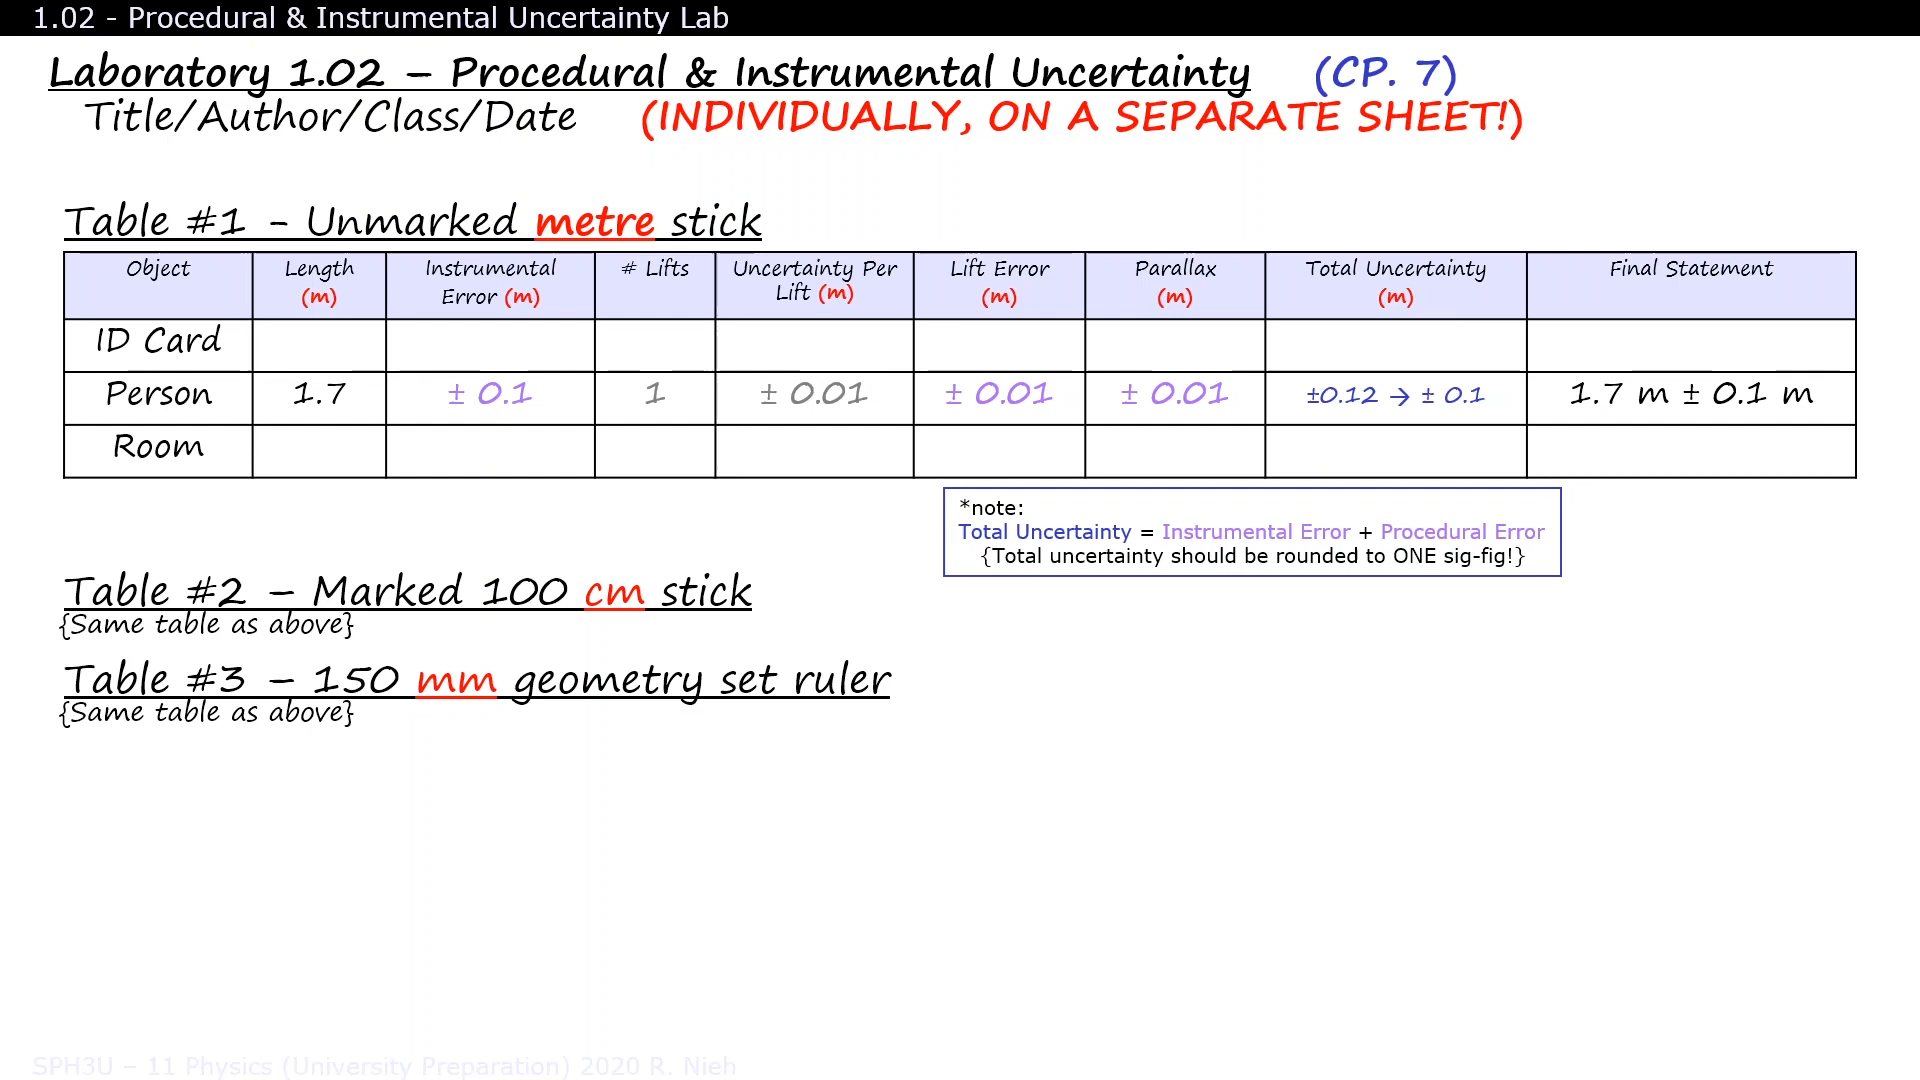 1.02 - Procedural & Instrumental Uncertainty Lab
Laboratory 1.02 – Procedural & Instrumental Uncertainty (CP. 7)
Title/Author/Class/Date (INDIVIDUALLY, ON A SEPARATE SHEET!)
Table #1 - Unmarked metre stick
Object Length (m) Instrumental Error (m) # Lifts Uncertainty Per Lift (m) Lift Error (m) Parallax (m) Total Uncertainty (m) Final Statement
ID Card
Person 1.7 ± 0.1 1 ± 0.01 ± 0.01 ± 0.01 ±0.12 → ± 0.1 1.7 m ± 0.1 m
Room
*note:
Total Uncertainty = Instrumental Error + Procedural Error
{Total uncertainty should be rounded to ONE sig-fig!}
Table #2 – Marked 100 cm stick
{Same table as above}
Table #3 – 150 mm geometry set ruler
{Same table as above}
SPH3U – 11 Physics (University Preparation) 2020 R. Nieh